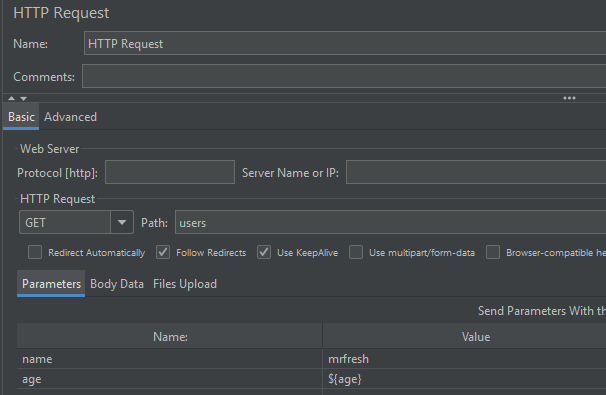 HTTP Request
Name: HTTP Request
Comments:
Basic Advanced
Web Server
Protocol [http]: Server Name or IP:
HTTP Request
GET Path: users
Redirect Automatically Follow Redirects Use KeepAlive Use multipart/form-data Browser-compatible he
Parameters Body Data Files Upload
Send Parameters With th
Name: Value
name mrfresh
age ${age}